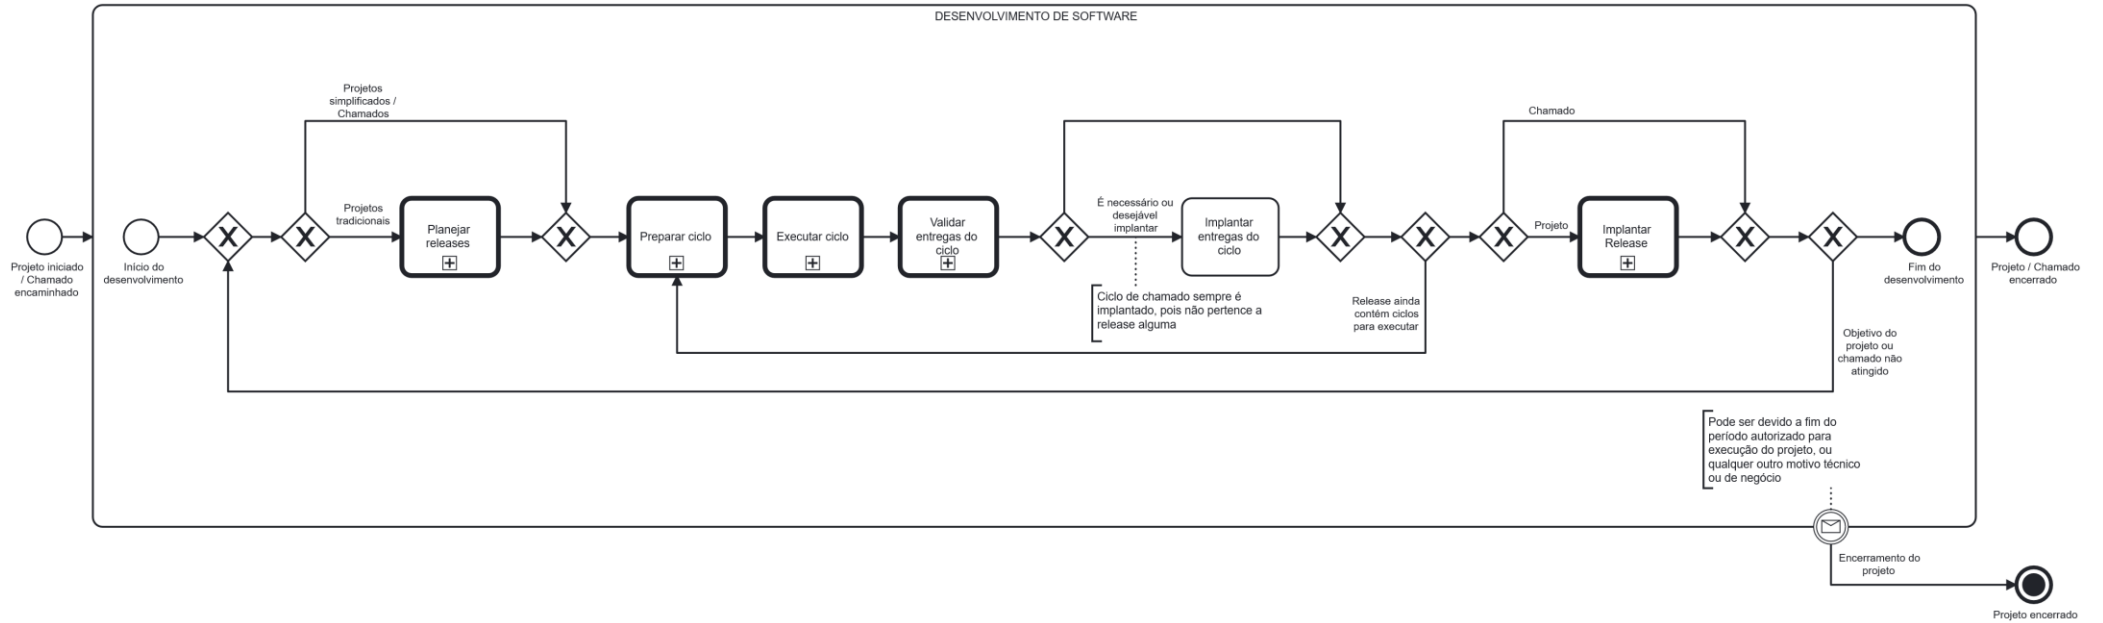 DESENVOLVIMENTO DE SOFTWARE
Projetos
simplificados /
Chamados
Chamado
Projeto iniciado
/ Chamado
encaminhado
Início do
desenvolvimento
Projetos
tradicionais
Planejar
releases
Preparar ciclo
Executar ciclo
Validar
entregas do
ciclo
É necessário ou
desejável
implantar
Implantar
entregas do
ciclo
Projeto
Implantar
Release
Fim do
desenvolvimento
Projeto / Chamado
encerrado
Ciclo de chamado sempre é
implantado, pois não pertence a
release alguma
Release ainda
contém ciclos
para executar
Objetivo do
projeto ou
chamado não
atingido
Pode ser devido a fim do
período autorizado para
execução do projeto, ou
qualquer outro motivo técnico
ou de negócio
Encerramento do
projeto
Projeto encerrado